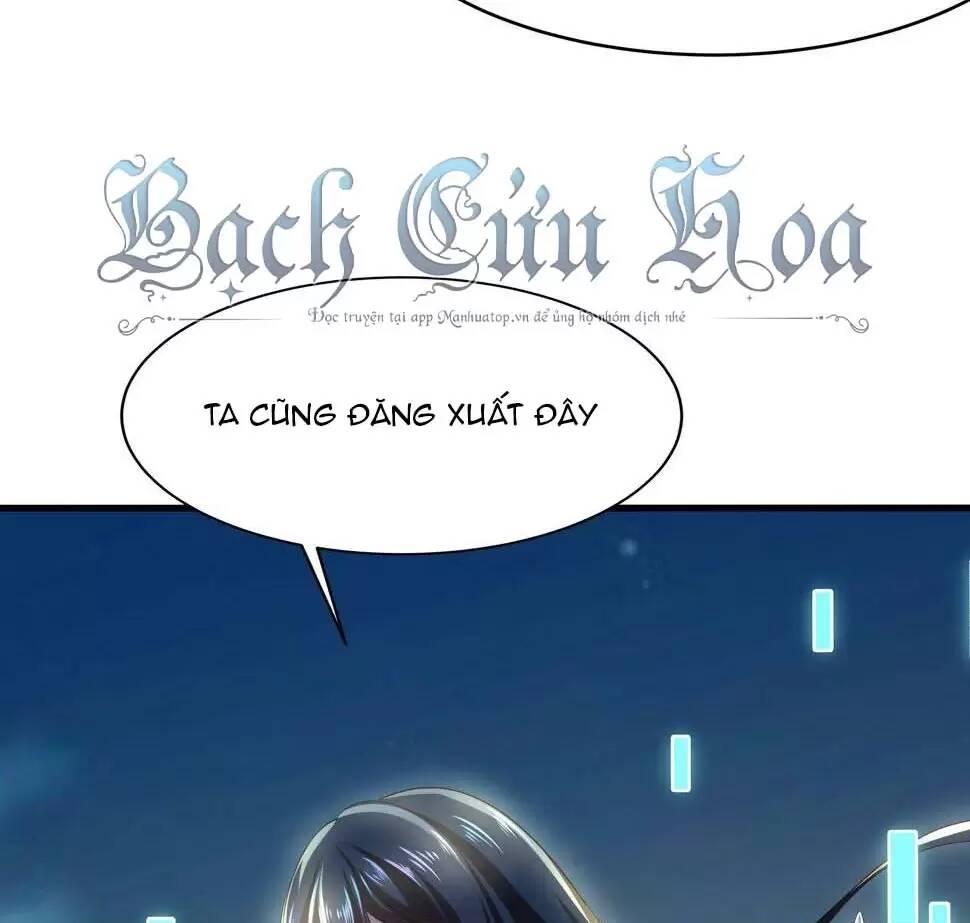 Bạch Cửu Hoa
Đọc truyện tại app Manhuatop.vn để ủng hộ nhóm dịch nhé
TA CŨNG ĐĂNG XUẤT ĐÂY